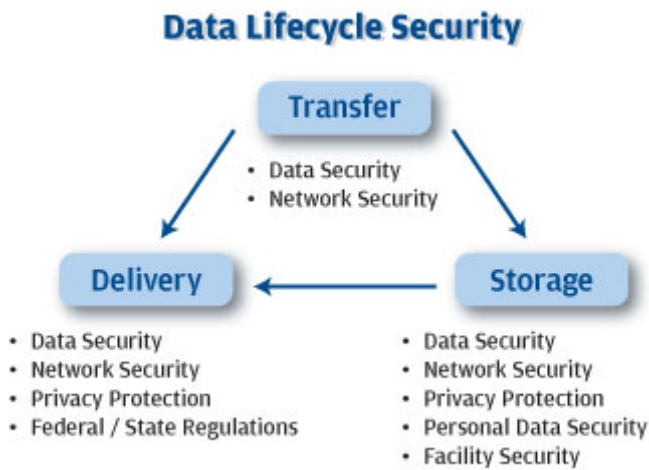 Data Lifecycle Security
Transfer
• Data Security
• Network Security
Delivery
• Data Security
• Network Security
• Privacy Protection
• Federal / State Regulations
Storage
• Data Security
• Network Security
• Privacy Protection
• Personal Data Security
• Facility Security